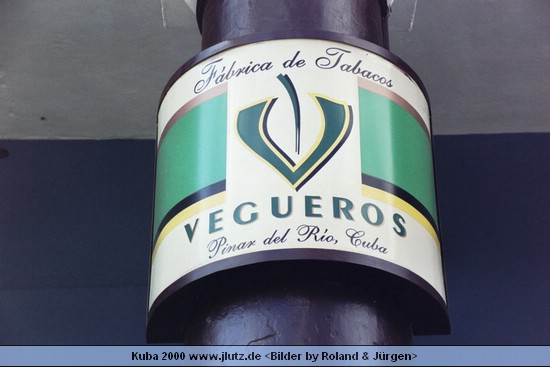 Fábrica de Tabacos
VEGUEROS
Pinar del Río, Cuba
Kuba 2000 www.jlutz.de <Bilder by Roland & Jürgen>